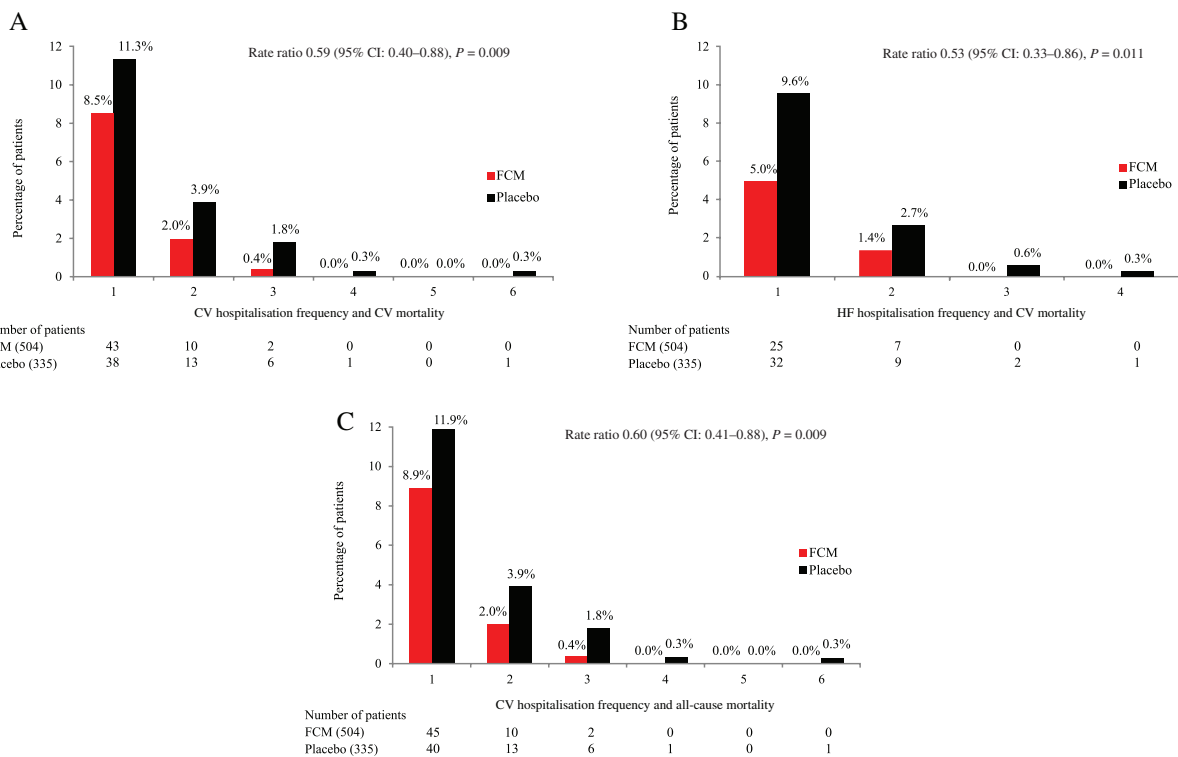 A
Rate ratio 0.59 (95% CI: 0.40–0.88), P = 0.009
Percentage of patients
12
10
8
6
4
2
0
8.5% 11.3%
2.0% 3.9%
0.4% 1.8%
0.0% 0.3%
0.0% 0.0%
0.0% 0.3%
FCM
Placebo
1 2 3 4 5 6
CV hospitalisation frequency and CV mortality
mber of patients
M (504) 43 10 2 0 0 0
cebo (335) 38 13 6 1 0 1
B
Rate ratio 0.53 (95% CI: 0.33–0.86), P = 0.011
Percentage of patients
12
10
8
6
4
2
0
5.0% 9.6%
1.4% 2.7%
0.0% 0.6%
0.0% 0.3%
FCM
Placebo
1 2 3 4
HF hospitalisation frequency and CV mortality
Number of patients
FCM (504) 25 7 0 0
Placebo (335) 32 9 2 1
C
Rate ratio 0.60 (95% CI: 0.41–0.88), P = 0.009
Percentage of patients
12
10
8
6
4
2
0
8.9% 11.9%
2.0% 3.9%
0.4% 1.8%
0.0% 0.3%
0.0% 0.0%
0.0% 0.3%
FCM
Placebo
1 2 3 4 5 6
CV hospitalisation frequency and all-cause mortality
Number of patients
FCM (504) 45 10 2 0 0 0
Placebo (335) 40 13 6 1 0 1